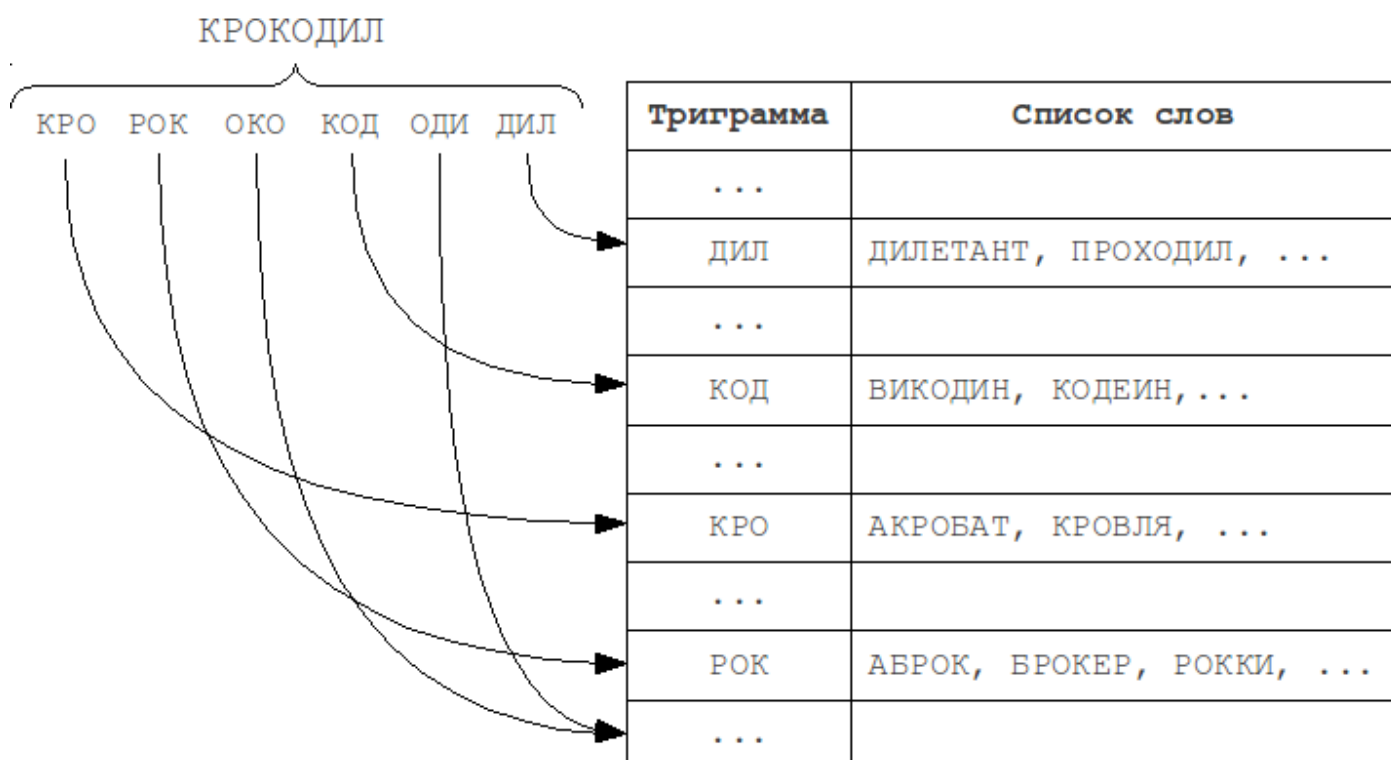 КРОКОДИЛ
КРО РОК ОКО КОД ОДИ ДИЛ
Триграмма Список слов
...
ДИЛ ДИЛЕТАНТ, ПРОХОДИЛ, ...
...
КОД ВИКОДИН, КОДЕИН,...
...
КРО АКРОБАТ, КРОВЛЯ, ...
...
РОК АБРОК, БРОКЕР, РОККИ, ...
...